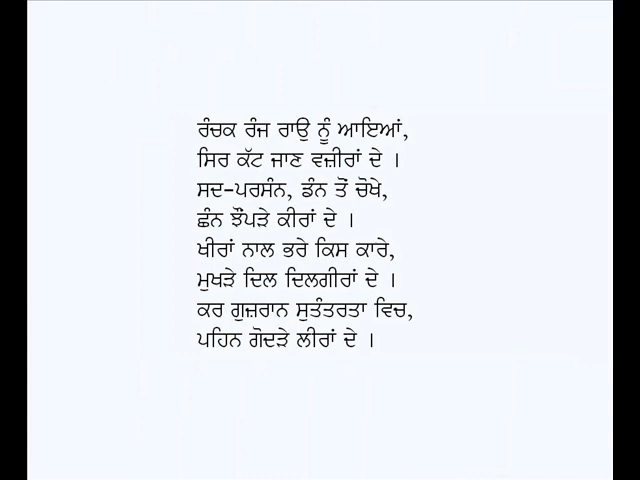 ਰੰਚਕ ਰੰਜ ਰਾਉ ਨੂੰ ਆਇਆਂ,
ਸਿਰ ਕੱਟ ਜਾਣ ਵਜ਼ੀਰਾਂ ਦੇ ।
ਸਦ-ਪਰਸੰਨ, ਡੰਨ ਤੋਂ ਚੋਖੇ,
ਛੰਨ ਝੌਂਪੜੇ ਕੀਰਾਂ ਦੇ ।
ਖੀਰਾਂ ਨਾਲ ਭਰੇ ਕਿਸ ਕਾਰੇ,
ਮੁਖੜੇ ਦਿਲ ਦਿਲਗੀਰਾਂ ਦੇ ।
ਕਰ ਗੁਜ਼ਰਾਨ ਸੁਤੰਤਰਤਾ ਵਿਚ,
ਪਹਿਨ ਗੋਦੜੇ ਲੀਰਾਂ ਦੇ ।